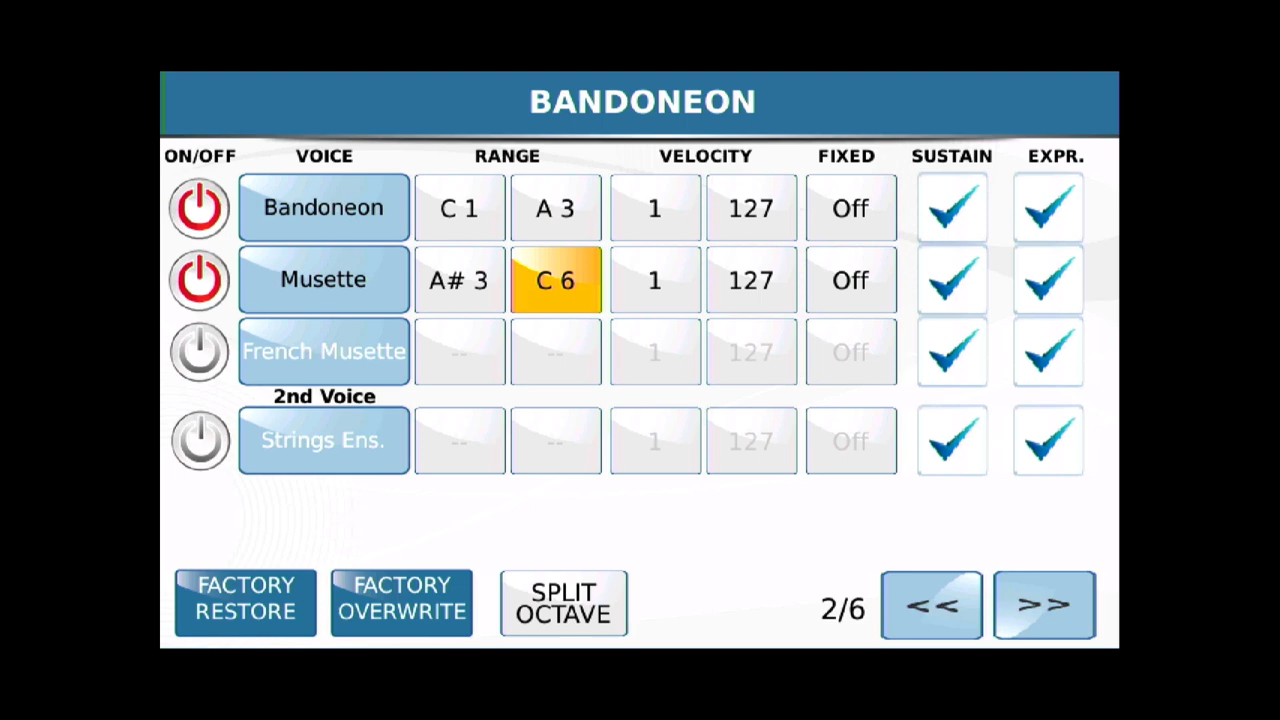 BANDONEON
ON/OFF VOICE RANGE VELOCITY FIXED SUSTAIN EXPR.
Bandoneon C 1 A 3 1 127 Off
Musette A# 3 C 6 1 127 Off
French Musette -- -- 1 127 Off
2nd Voice
Strings Ens. -- -- 1 127 Off
FACTORY RESTORE FACTORY OVERWRITE SPLIT OCTAVE 2/6 << >>